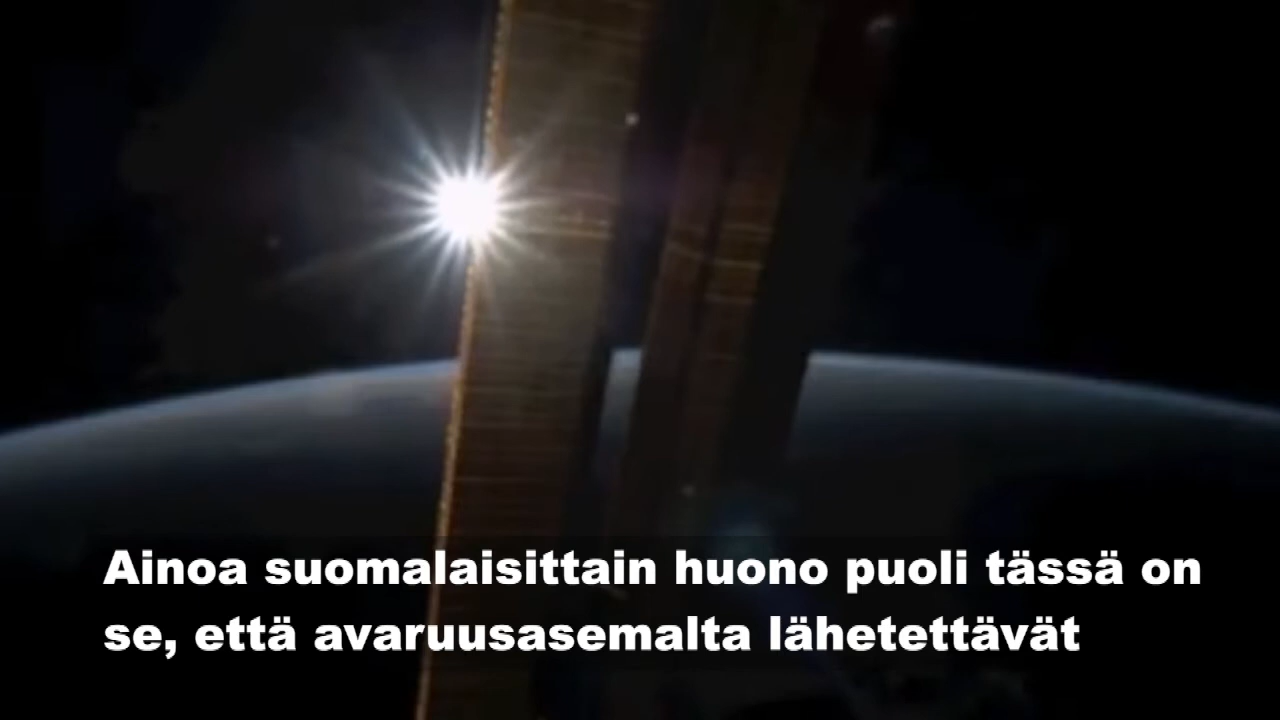 Ainoa suomalaisittain huono puoli tässä on
se, että avaruusasemalta lähetettävät